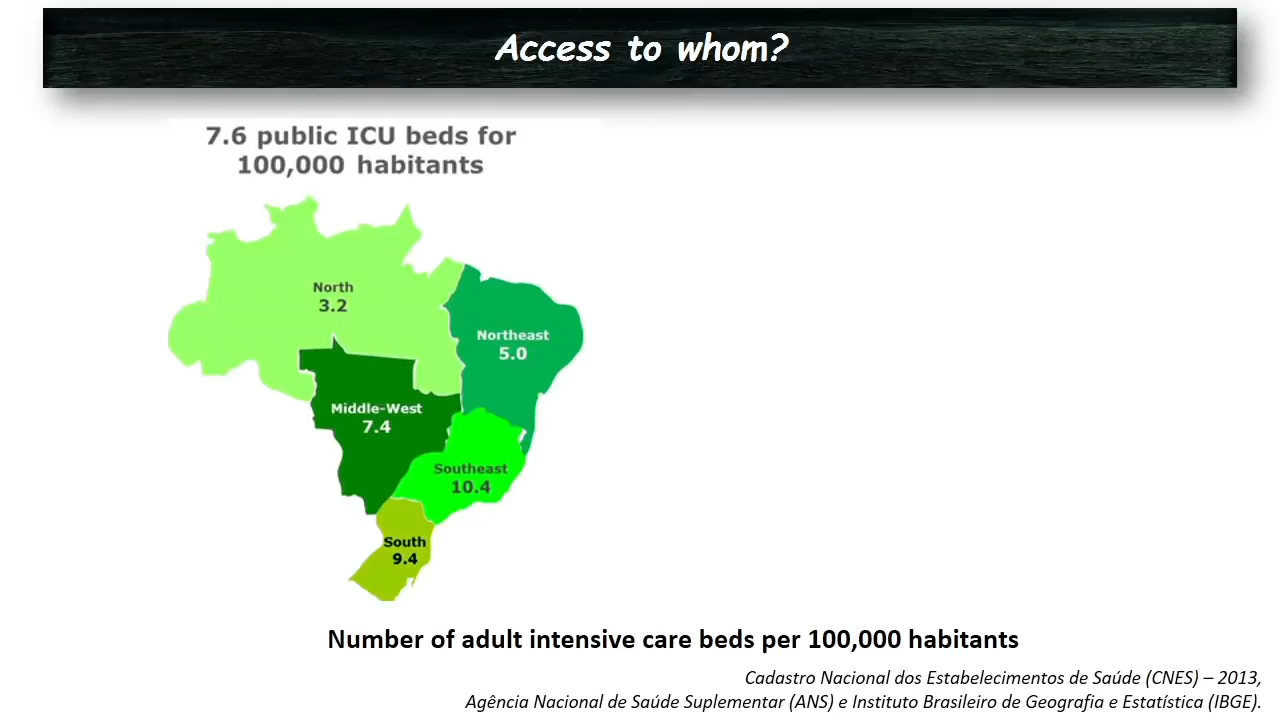 Access to whom?
7.6 public ICU beds for
100,000 habitants
North
3.2
Northeast
5.0
Middle-West
7.4
Southeast
10.4
South
9.4
Number of adult intensive care beds per 100,000 habitants
Cadastro Nacional dos Estabelecimentos de Saúde (CNES) – 2013,
Agência Nacional de Saúde Suplementar (ANS) e Instituto Brasileiro de Geografia e Estatística (IBGE).